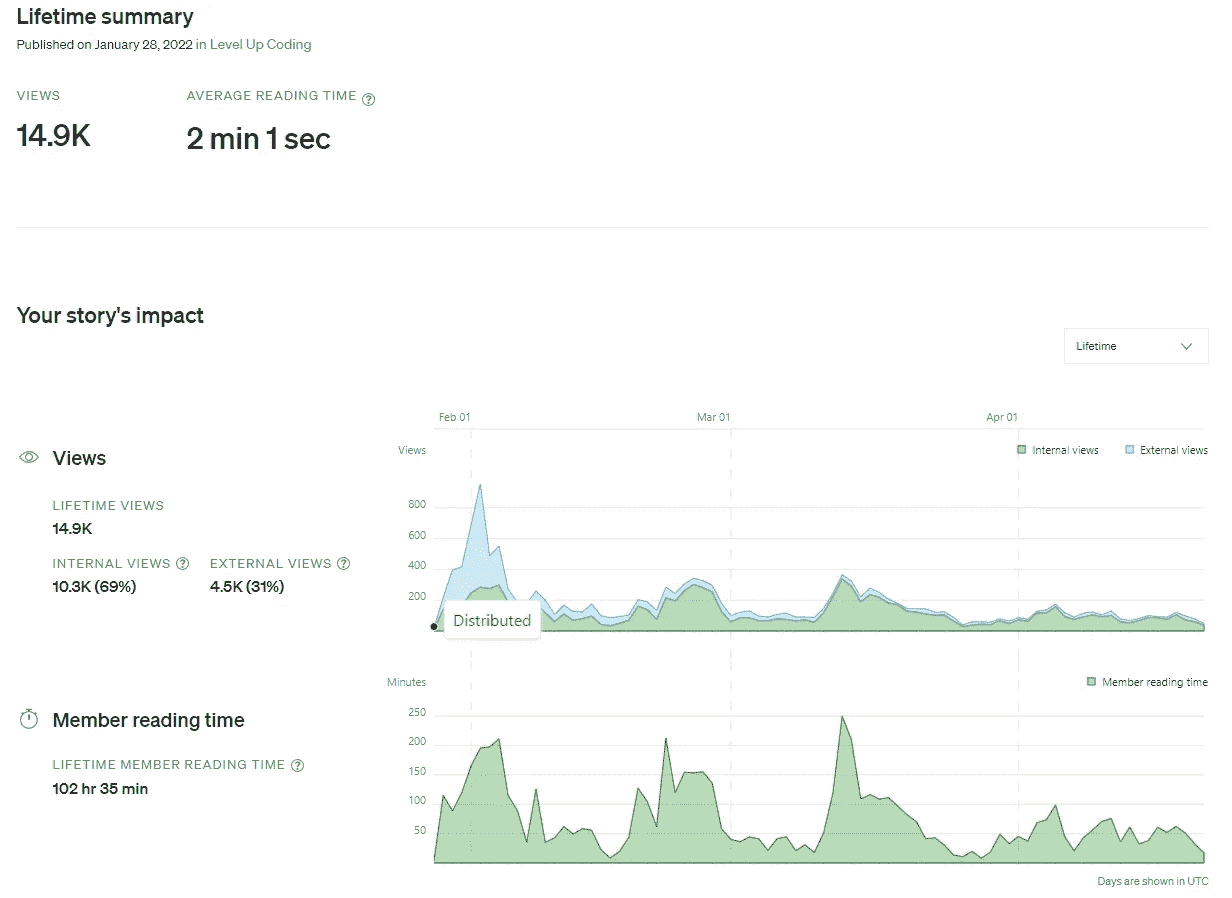 Lifetime summary
Published on January 28, 2022 in Level Up Coding
VIEWS
AVERAGE READING TIME ?
14.9K
2 min 1 sec
Your story's impact
Lifetime
Views
LIFETIME VIEWS
14.9K
INTERNAL VIEWS ? EXTERNAL VIEWS ?
10.3K (69%) 4.5K (31%)
Feb 01 Mar 01 Apr 01
Views
Internal views External views
800
600
400
200
Distributed
Member reading time
LIFETIME MEMBER READING TIME ?
102 hr 35 min
Minutes
Member reading time
250
200
150
100
50
Days are shown in UTC